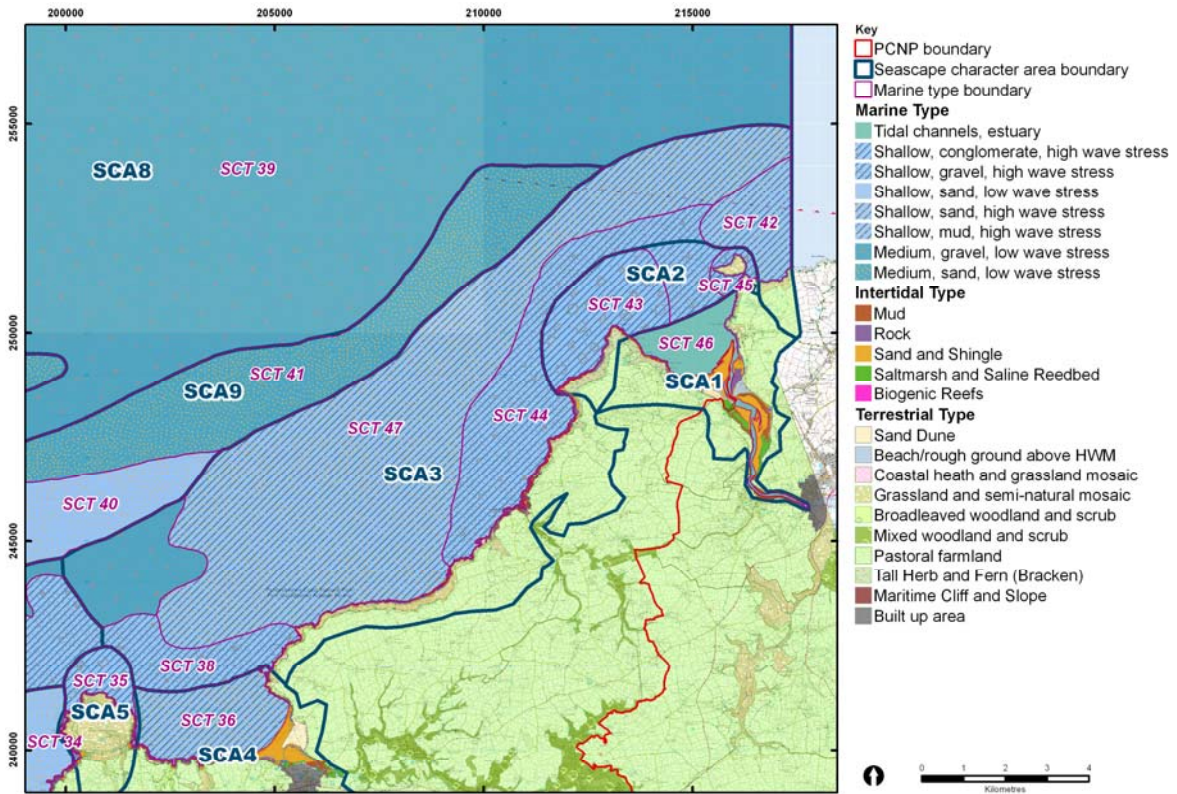 200000
205000
210000
215000
255000
250000
245000
240000
SCA8
SCT 39
SCT 42
SCA2
SCT 45
SCT 43
SCT 46
SCT 41
SCA9
SCA1
SCT 47
SCT 44
SCA3
SCT 40
SCT 38
SCT 35
SCA5
SCT 36
SCT 34
SCA4
Key
PCNP boundary
Seascape character area boundary
Marine type boundary
Marine Type
Tidal channels, estuary
Shallow, conglomerate, high wave stress
Shallow, gravel, high wave stress
Shallow, sand, low wave stress
Shallow, sand, high wave stress
Shallow, mud, high wave stress
Medium, gravel, low wave stress
Medium, sand, low wave stress
Intertidal Type
Mud
Rock
Sand and Shingle
Saltmarsh and Saline Reedbed
Biogenic Reefs
Terrestrial Type
Sand Dune
Beach/rough ground above HWM
Coastal heath and grassland mosaic
Grassland and semi-natural mosaic
Broadleaved woodland and scrub
Mixed woodland and scrub
Pastoral farmland
Tall Herb and Fern (Bracken)
Maritime Cliff and Slope
Built up area
0 1 2 3 4
Kilometres